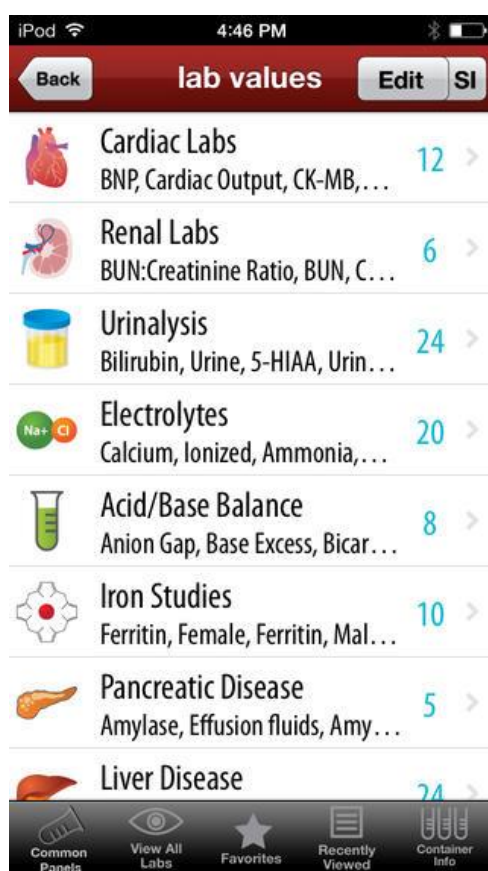 iPod 4:46 PM
Back lab values Edit SI
Cardiac Labs
BNP, Cardiac Output, CK-MB,... 12
Renal Labs
BUN:Creatinine Ratio, BUN, C... 6
Urinalysis
Bilirubin, Urine, 5-HIAA, Urin... 24
Na+ Cl
Electrolytes
Calcium, Ionized, Ammonia,... 20
Acid/Base Balance
Anion Gap, Base Excess, Bicar... 8
Iron Studies
Ferritin, Female, Ferritin, Mal... 10
Pancreatic Disease
Amylase, Effusion fluids, Amy... 5
Liver Disease 24
Common Panels
View All Labs
Favorites
Recently Viewed
Container Info